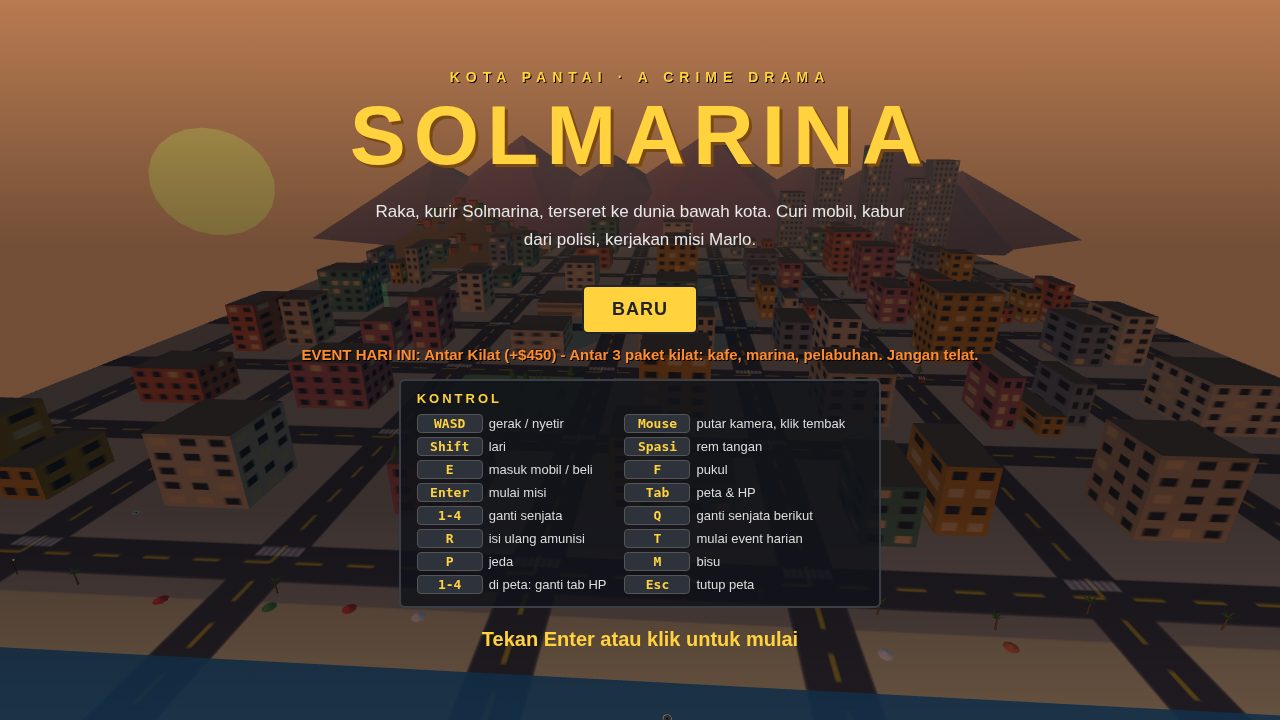 KOTA PANTAI · A CRIME DRAMA
SOLMARINA
Raka, kurir Solmarina, terseret ke dunia bawah kota. Curi mobil, kabur
dari polisi, kerjakan misi Marlo.
BARU
EVENT HARI INI: Antar Kilat (+$450) - Antar 3 paket kilat: kafe, marina, pelabuhan. Jangan telat.
KONTROL
WASD gerak / nyetir Mouse putar kamera, klik tembak
Shift lari Spasi rem tangan
E masuk mobil / beli F pukul
Enter mulai misi Tab peta & HP
1-4 ganti senjata Q ganti senjata berikut
R isi ulang amunisi T mulai event harian
P jeda M bisu
1-4 di peta: ganti tab HP Esc tutup peta
Tekan Enter atau klik untuk mulai